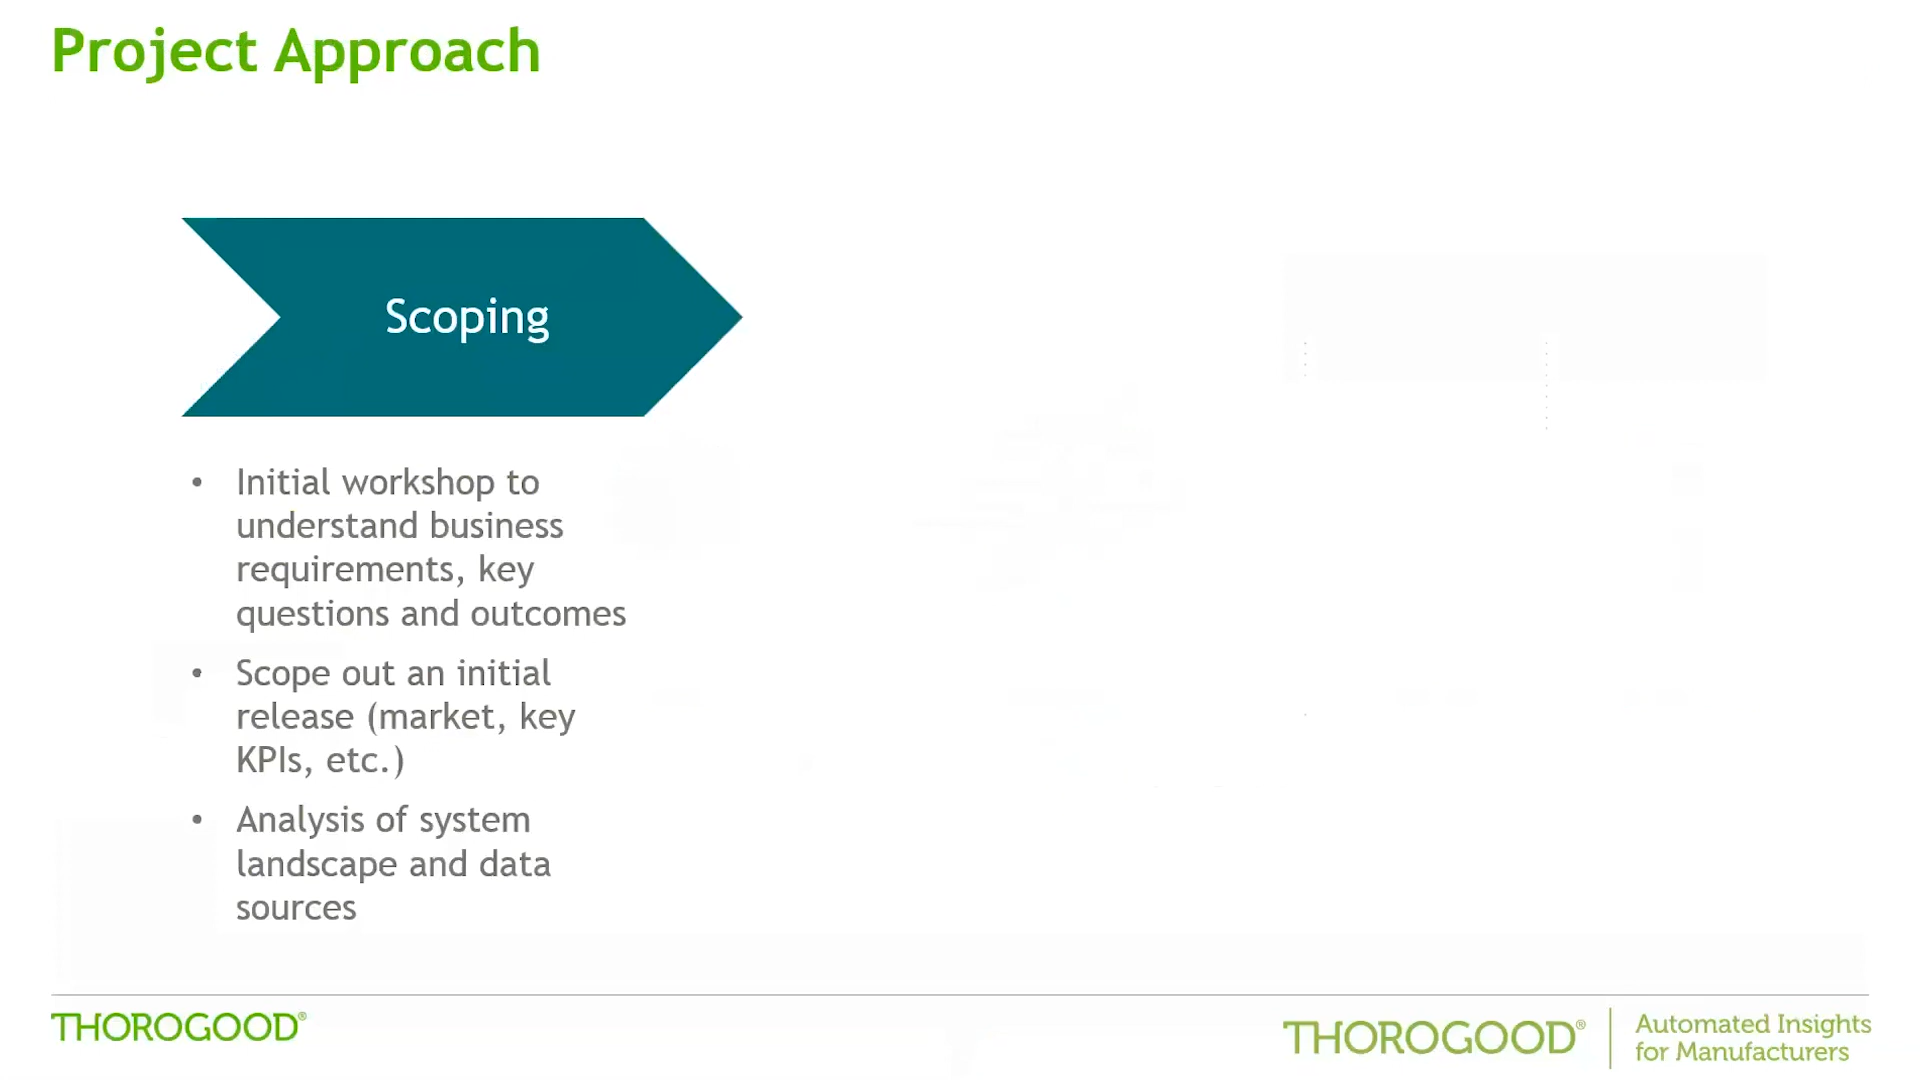 Project Approach
Scoping
• Initial workshop to
understand business
requirements, key
questions and outcomes
• Scope out an initial
release (market, key
KPIs, etc.)
• Analysis of system
landscape and data
sources
THOROGOOD®
THOROGOOD®
Automated Insights
for Manufacturers